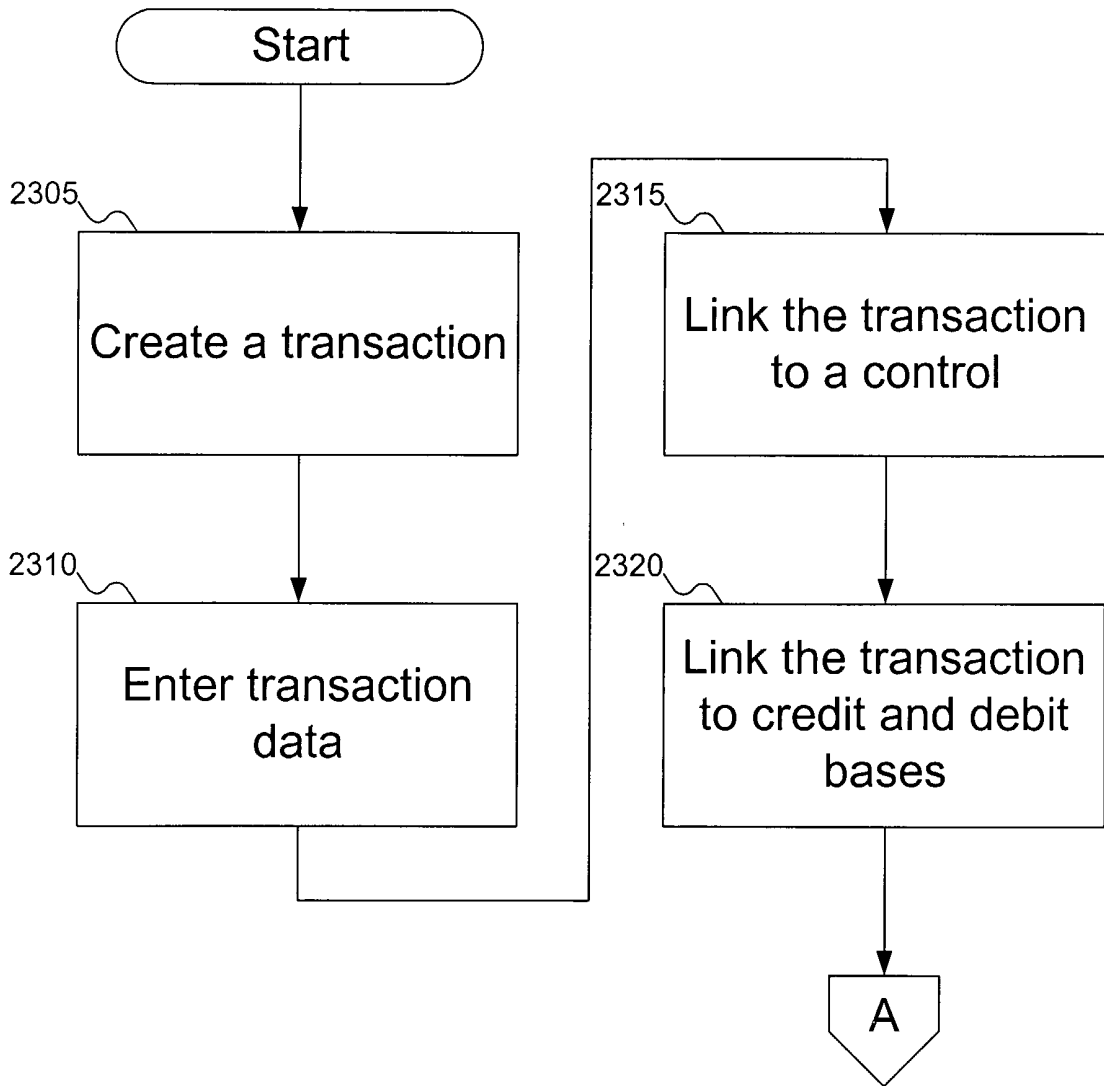 Start
2305
Create a transaction
2310
Enter transaction
data
2315
Link the transaction
to a control
2320
Link the transaction
to credit and debit
bases
A